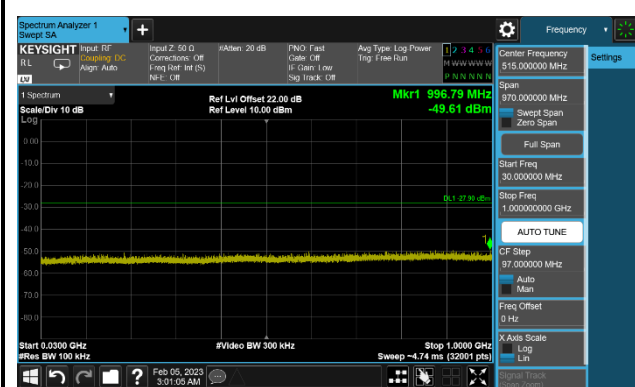 Spectrum Analyzer 1
Swept SA
+
Frequency
KEYSIGHT
RL
Input: RF
Coupling: DC
Align: Auto
Input Z: 50 Ω
Corrections: Off
Freq Ref: Int (S)
NFE: Off
#Atten: 20 dB
PNO: Fast
Gate: Off
IF Gain: Low
Sig Track: Off
Avg Type: Log-Power
Trig: Free Run
1 2 3 4 5 6
M W W W W W
P N N N N N
Center Frequency
515.000000 MHz
Settings
Span
970.000000 MHz
Swept Span
Zero Span
Full Span
Start Freq
30.000000 MHz
Stop Freq
1.000000000 GHz
AUTO TUNE
CF Step
97.000000 MHz
Auto
Man
Freq Offset
0 Hz
X Axis Scale
Log
Lin
Signal Track
(Span Zoom)
1 Spectrum
Scale/Div 10 dB
Log
Ref Lvl Offset 22.00 dB
Ref Level 10.00 dBm
Mkr1 996.79 MHz
-49.61 dBm
0.00
-10.0
-20.0
-30.0
-40.0
-50.0
-60.0
-70.0
-80.0
DL1 -27.90 dBm
1
Start 0.0300 GHz
#Res BW 100 kHz
#Video BW 300 kHz
Stop 1.0000 GHz
Sweep ~4.74 ms (32001 pts)
?
Feb 05, 2023
3:01:05 AM